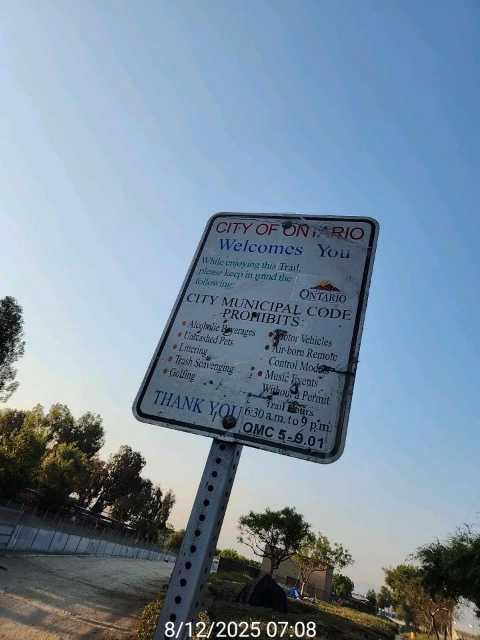 CITY OF ONTARIO
Welcomes You
While enjoying this Trail,
please keep in mind the
following:
ONTARIO
CITY MUNICIPAL CODE
PROHIBITS:
• Alcoholic Beverages
• Unleashed Pets
• Littering
• Trash Scavenging
• Golfing
• Motor Vehicles
• Air-born Remote
Control Models
• Music Events
Without a Permit
Trail Hours
6:30 a.m. to 9 p.m.
THANK YOU
OMC 5-9.01
8/12/2025 07:08